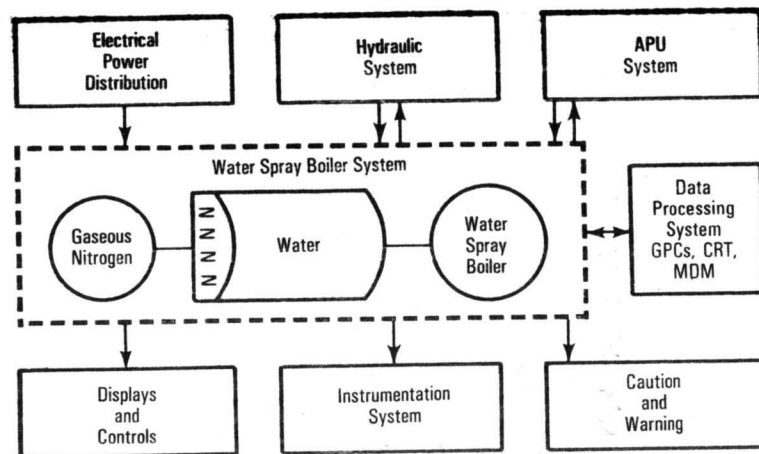 Electrical
Power
Distribution
Hydraulic
System
APU
System
Water Spray Boiler System
Gaseous
Nitrogen
N
N
N
N
Water
Water
Spray
Boiler
Data
Processing
System
GPCs, CRT,
MDM
Displays
and
Controls
Instrumentation
System
Caution
and
Warning